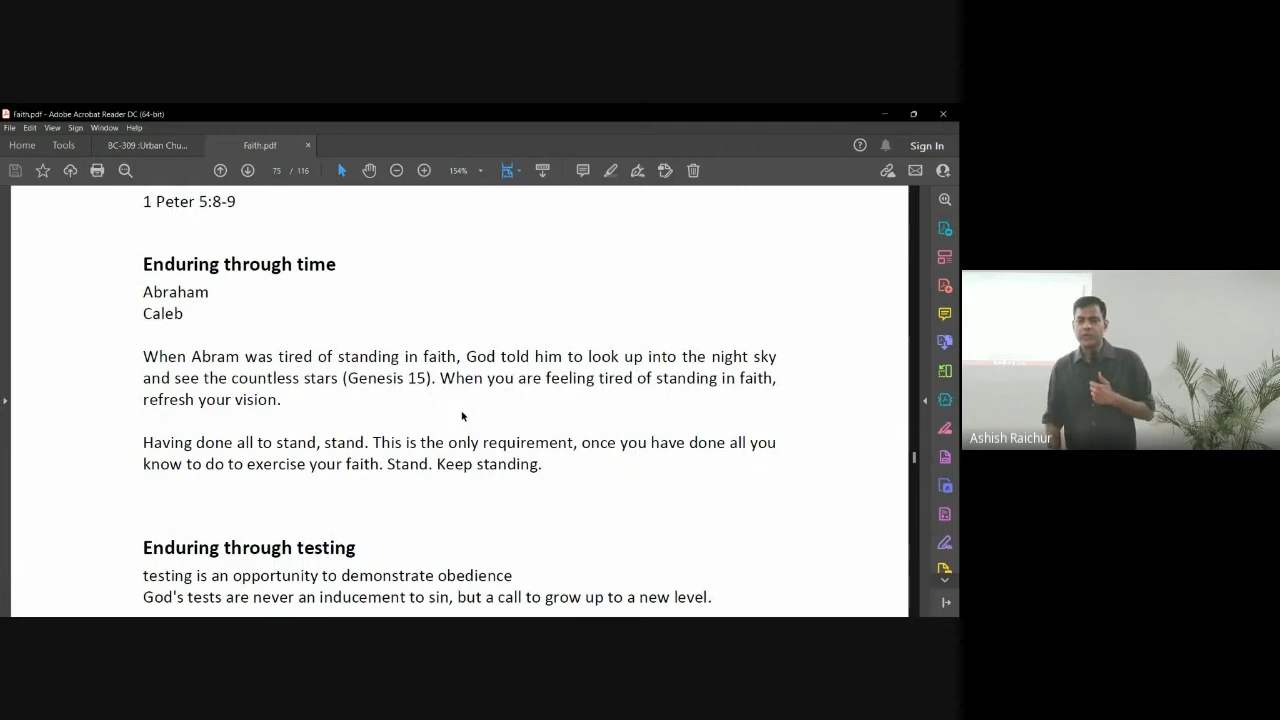 Faith.pdf - Adobe Acrobat Reader DC (64-bit)
File Edit View Sign Window Help
Home Tools BC-309 :Urban Chu... Faith.pdf × Sign In
75 / 116 154%
1 Peter 5:8-9
Enduring through time
Abraham
Caleb
When Abram was tired of standing in faith, God told him to look up into the night sky
and see the countless stars (Genesis 15). When you are feeling tired of standing in faith,
refresh your vision.
Having done all to stand, stand. This is the only requirement, once you have done all you
know to do to exercise your faith. Stand. Keep standing.
Enduring through testing
testing is an opportunity to demonstrate obedience
God's tests are never an inducement to sin, but a call to grow up to a new level.
Ashish Raichur